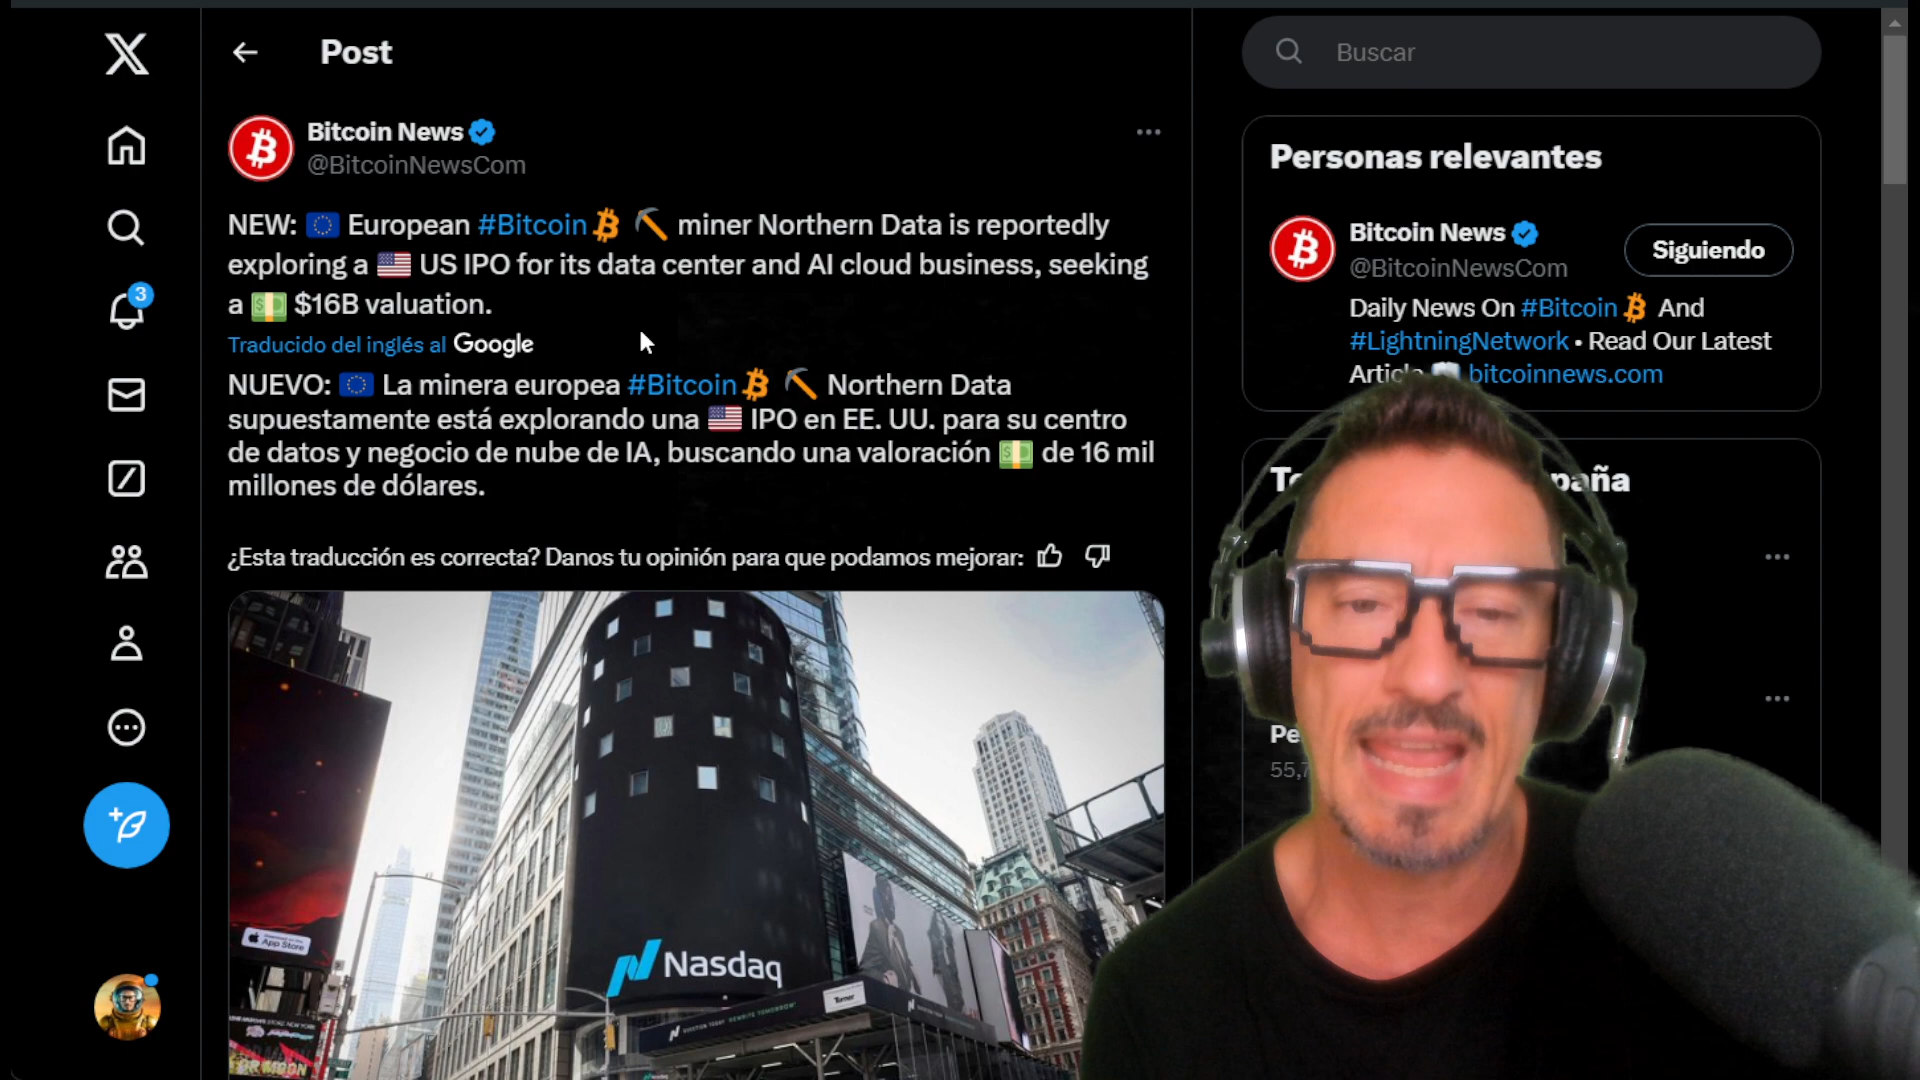 Post
Buscar
Bitcoin News
@BitcoinNewsCom
NEW: 🇪🇺 European #Bitcoin ⛏️ miner Northern Data is reportedly
exploring a 🇺🇸 US IPO for its data center and AI cloud business, seeking
a 💵 $16B valuation.
Traducido del inglés al Google
NUEVO: 🇪🇺 La minera europea #Bitcoin ⛏️ Northern Data
supuestamente está explorando una 🇺🇸 IPO en EE. UU. para su centro
de datos y negocio de nube de IA, buscando una valoración 💵 de 16 mil
millones de dólares.
¿Esta traducción es correcta? Danos tu opinión para que podamos mejorar:
3
App Store
Nasdaq
Personas relevantes
Bitcoin News
@BitcoinNewsCom
Siguiendo
Daily News On #Bitcoin And
#LightningNetwork • Read Our Latest
bitcoinnews.com